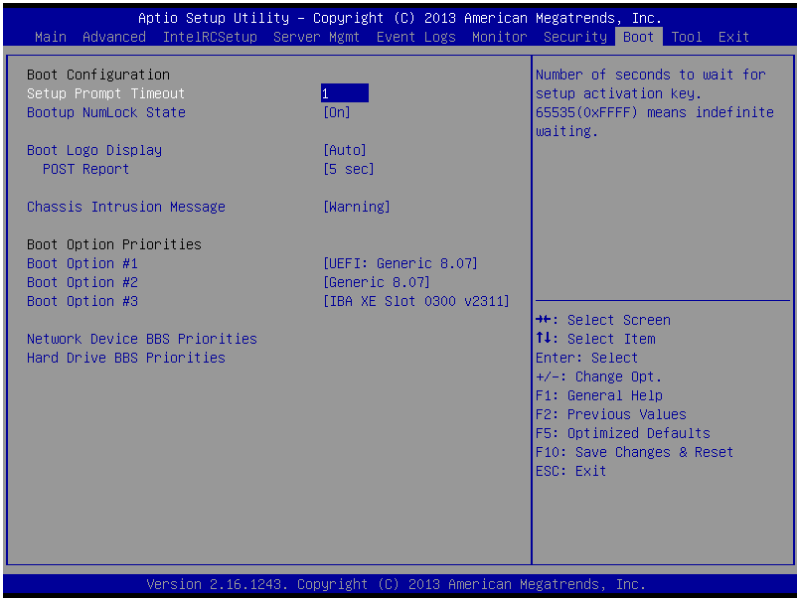 Aptio Setup Utility – Copyright (C) 2013 American Megatrends, Inc.
Main Advanced IntelRCSetup Server Mgmt Event Logs Monitor Security Boot Tool Exit
Boot Configuration
Setup Prompt Timeout 1
Bootup NumLock State [On]
Boot Logo Display [Auto]
POST Report [5 sec]
Chassis Intrusion Message [Warning]
Boot Option Priorities
Boot Option #1 [UEFI: Generic 8.07]
Boot Option #2 [Generic 8.07]
Boot Option #3 [IBA XE Slot 0300 v2311]
Network Device BBS Priorities
Hard Drive BBS Priorities
Number of seconds to wait for
setup activation key.
65535(0xFFFF) means indefinite
waiting.
→←: Select Screen
↑↓: Select Item
Enter: Select
+/-: Change Opt.
F1: General Help
F2: Previous Values
F5: Optimized Defaults
F10: Save Changes & Reset
ESC: Exit
Version 2.16.1243. Copyright (C) 2013 American Megatrends, Inc.